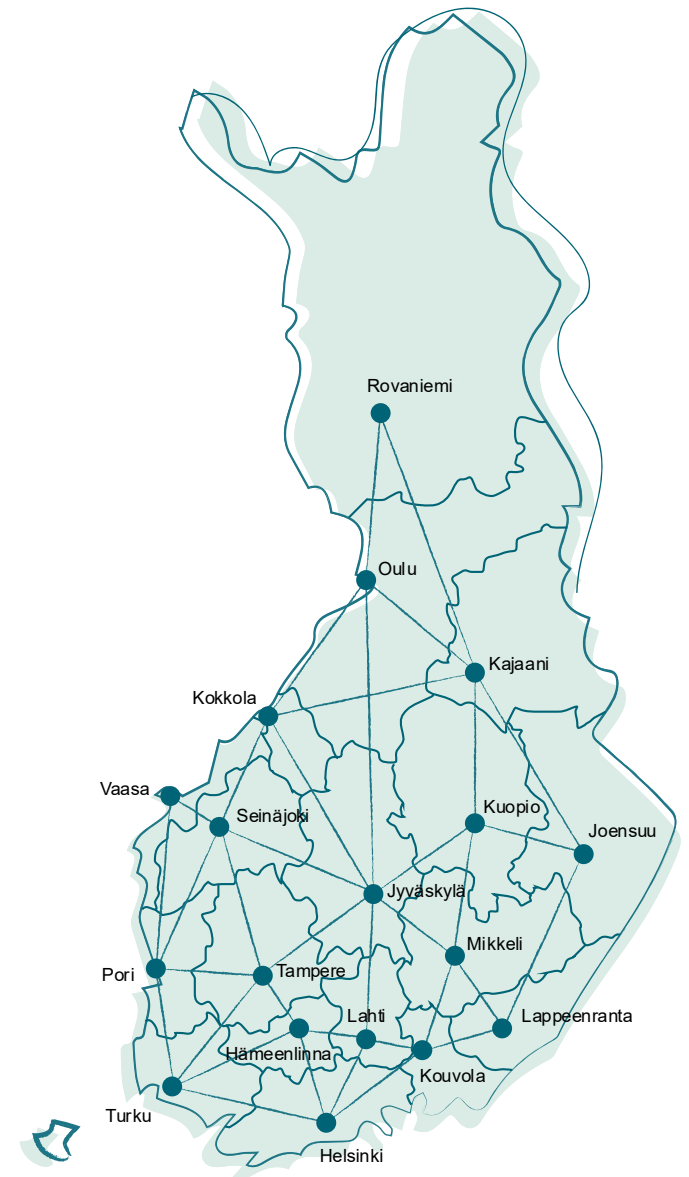 Rovaniemi
Oulu
Kajaani
Kokkola
Vaasa
Seinäjoki
Kuopio
Joensuu
Jyväskylä
Mikkeli
Pori
Tampere
Lahti
Lappeenranta
Hämeenlinna
Kouvola
Turku
Helsinki